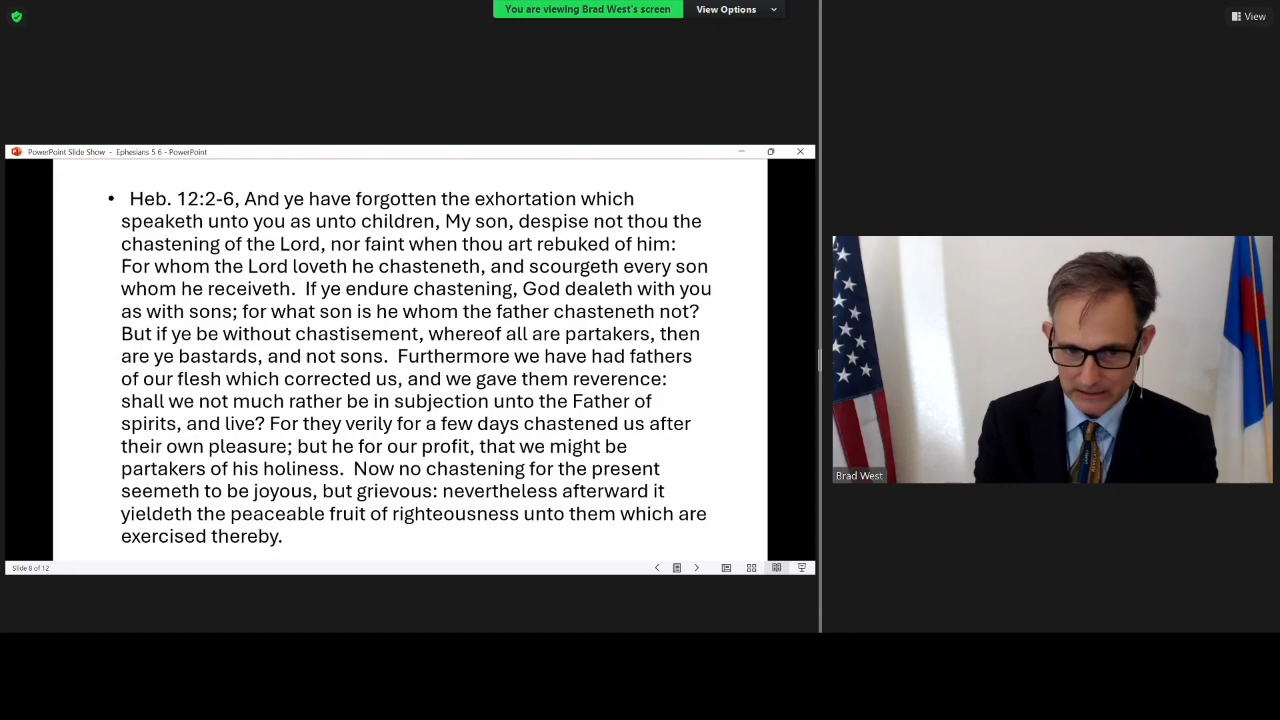 You are viewing Brad West's screen
View Options
View
PowerPoint Slide Show - Ephesians 5 6 - PowerPoint
• Heb. 12:2-6, And ye have forgotten the exhortation which
speaketh unto you as unto children, My son, despise not thou the
chastening of the Lord, nor faint when thou art rebuked of him:
For whom the Lord loveth he chasteneth, and scourgeth every son
whom he receiveth. If ye endure chastening, God dealeth with you
as with sons; for what son is he whom the father chasteneth not?
But if ye be without chastisement, whereof all are partakers, then
are ye bastards, and not sons. Furthermore we have had fathers
of our flesh which corrected us, and we gave them reverence:
shall we not much rather be in subjection unto the Father of
spirits, and live? For they verily for a few days chastened us after
their own pleasure; but he for our profit, that we might be
partakers of his holiness. Now no chastening for the present
seemeth to be joyous, but grievous: nevertheless afterward it
yieldeth the peaceable fruit of righteousness unto them which are
exercised thereby.
Slide 8 of 12
Brad West